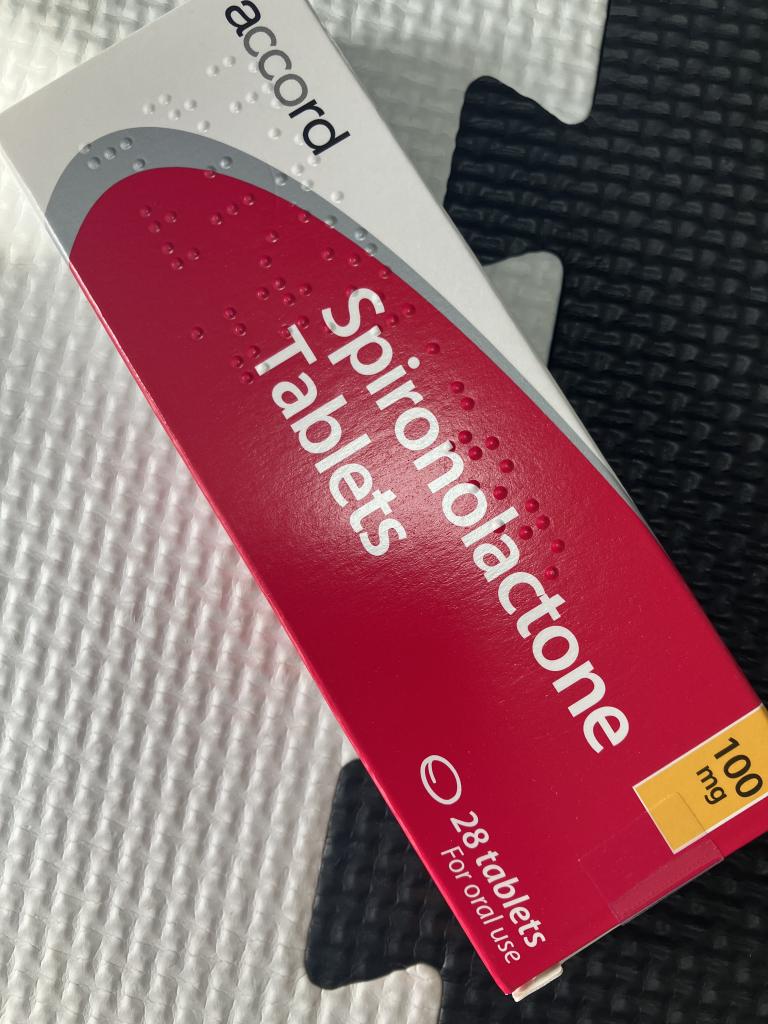 accord
Spironolactone
Tablets
100
mg
28 tablets
For oral use